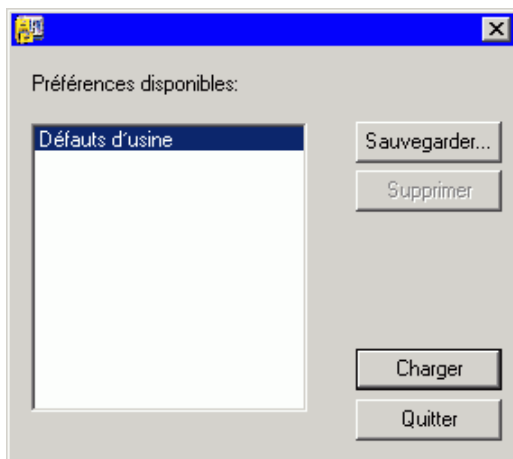 Préférences disponibles:
Défauts d'usine
Sauvegarder...
Supprimer
Charger
Quitter